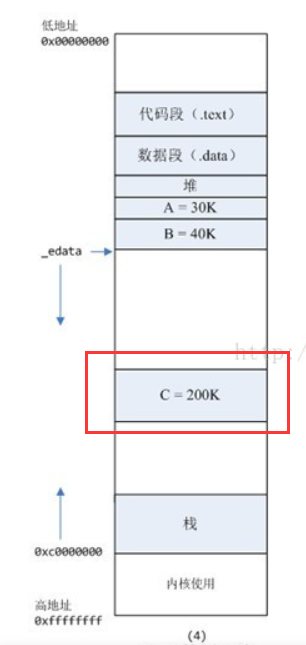 低地址
0x00000000
代码段（.text）
数据段（.data）
堆
A = 30K
B = 40K
_edata
http:/
C = 200K
栈
0xc0000000
内核使用
高地址
0xffffffff
(4)